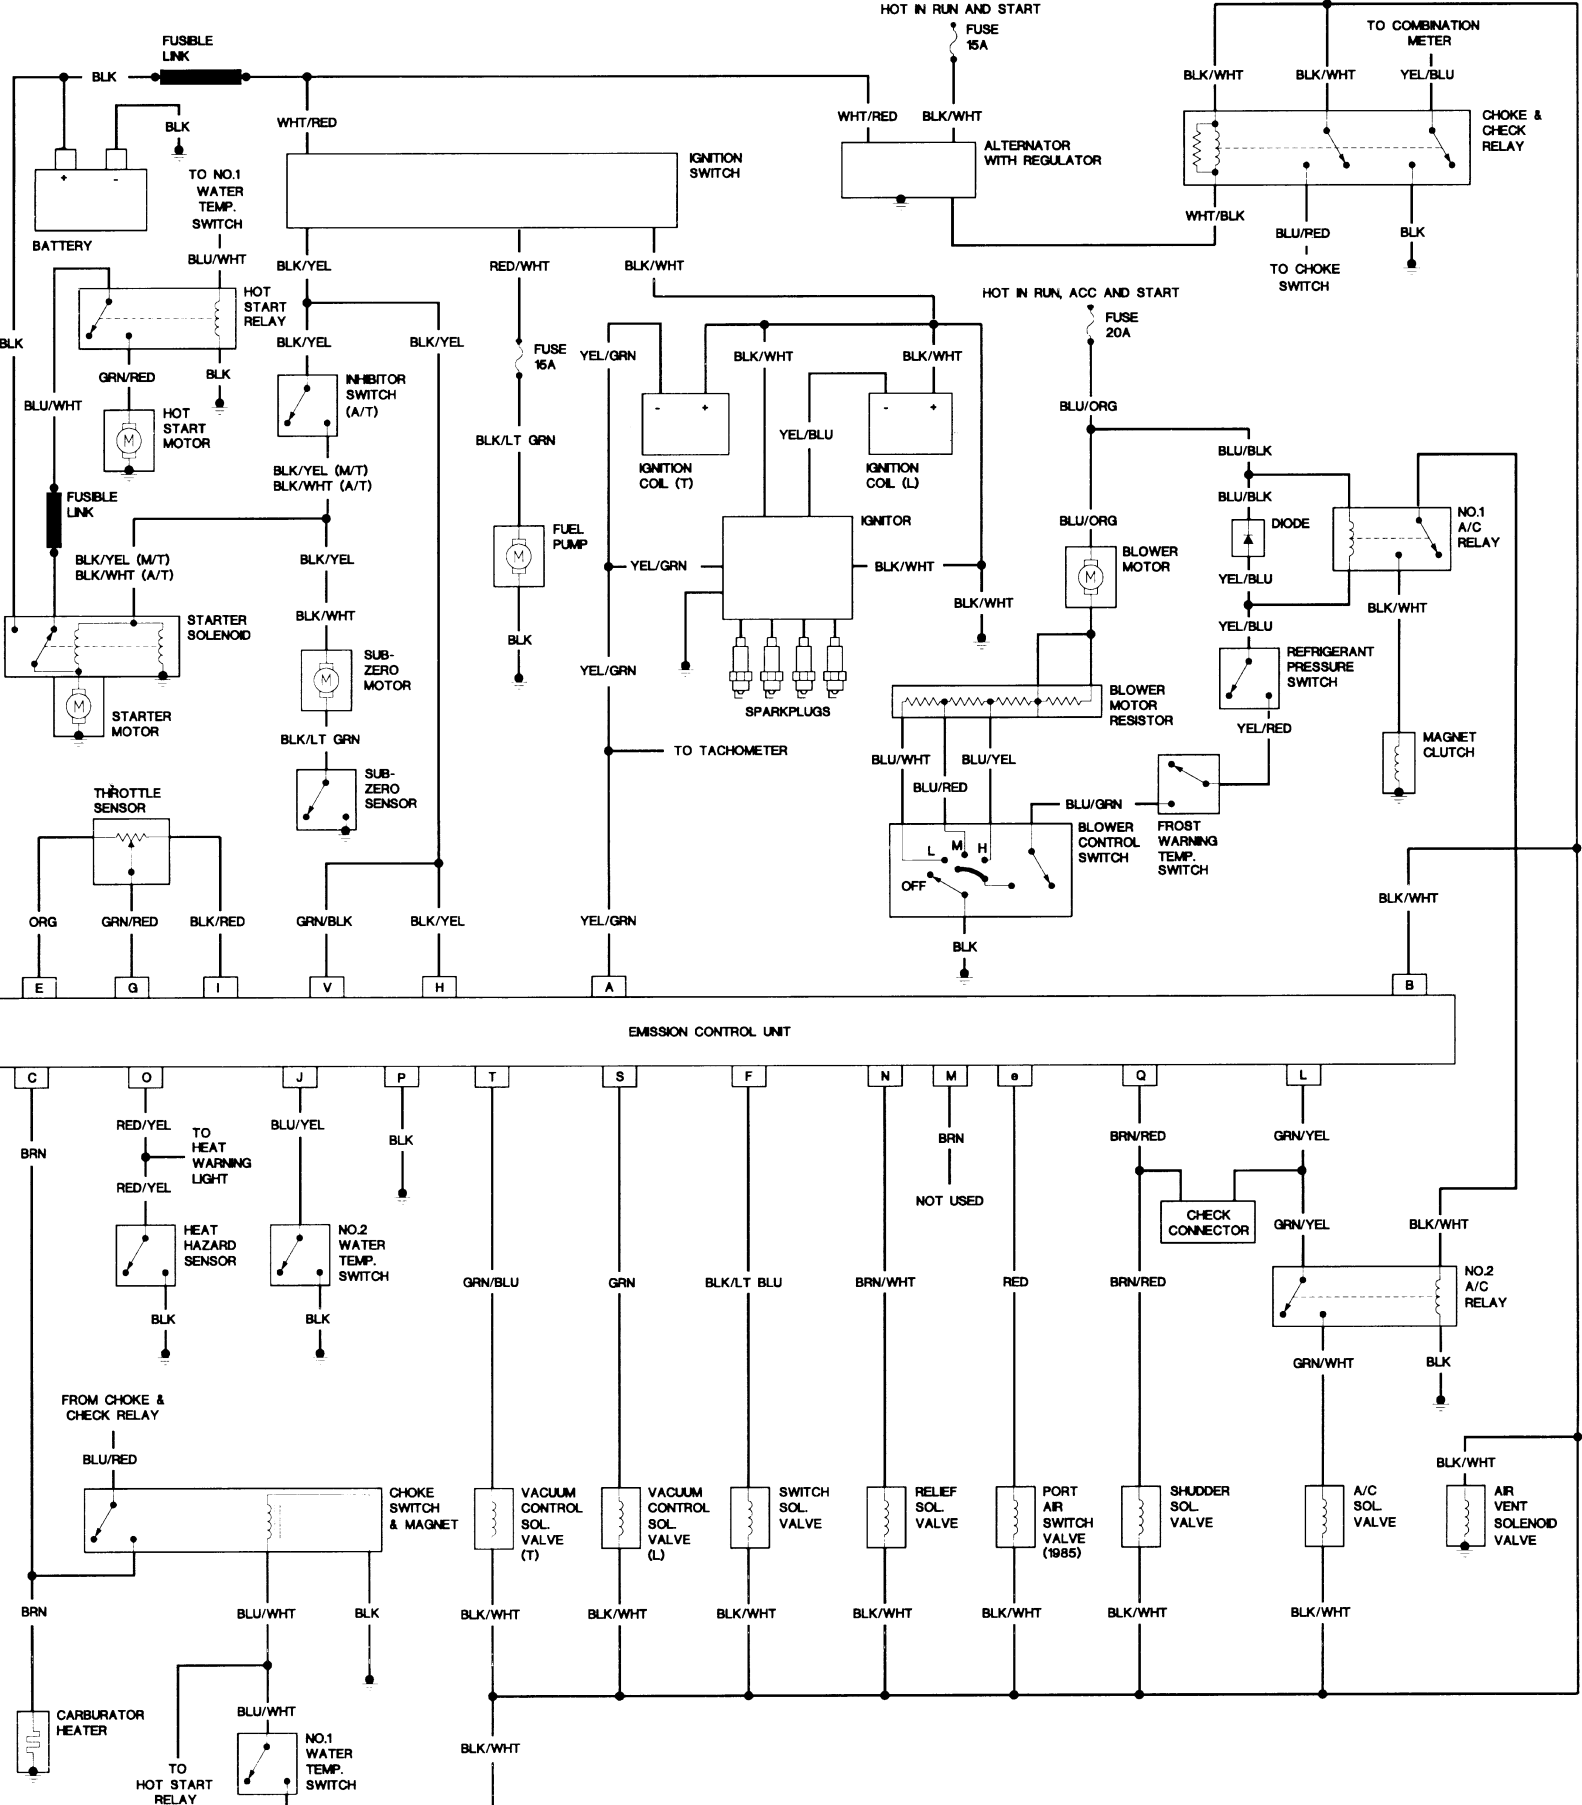 HOT IN RUN AND START
FUSE
15A
TO COMBINATION
METER
FUSIBLE
LINK
BLK
BLK/WHT
BLK/WHT
YEL/BLU
WHT/RED
WHT/RED
BLK/WHT
BLK
CHOKE &
CHECK
RELAY
ALTERNATOR
WITH REGULATOR
IGNITION
SWITCH
+
-
BATTERY
TO NO.1
WATER
TEMP.
SWITCH
BLU/WHT
WHT/BLK
BLU/RED
BLK
TO CHOKE
SWITCH
BLK/YEL
RED/WHT
BLK/WHT
HOT
START
RELAY
HOT IN RUN, ACC AND START
FUSE
20A
BLK
BLK/YEL
BLK/YEL
FUSE
15A
YEL/GRN
BLK/WHT
BLK/WHT
GRN/RED
BLK
INHIBITOR
SWITCH
(A/T)
BLU/WHT
HOT
START
MOTOR
M
BLK/LT GRN
-
+
-
+
YEL/BLU
BLU/ORG
IGNITION
COIL (T)
IGNITION
COIL (L)
BLU/BLK
BLK/YEL (M/T)
BLK/WHT (A/T)
FUSIBLE
LINK
BLU/BLK
BLU/ORG
DIODE
NO.1
A/C
RELAY
IGNITOR
FUEL
PUMP
M
BLK/YEL (M/T)
BLK/WHT (A/T)
BLK/YEL
YEL/GRN
BLK/WHT
BLOWER
MOTOR
M
YEL/BLU
BLK/WHT
BLK/WHT
BLK/WHT
STARTER
SOLENOID
BLK
YEL/BLU
SUB-
ZERO
MOTOR
M
YEL/GRN
REFRIGERANT
PRESSURE
SWITCH
M
STARTER
MOTOR
SPARKPLUGS
BLOWER
MOTOR
RESISTOR
YEL/RED
BLK/LT GRN
TO TACHOMETER
BLU/WHT
BLU/YEL
BLU/RED
MAGNET
CLUTCH
SUB-
ZERO
SENSOR
THROTTLE
SENSOR
BLU/GRN
BLOWER
CONTROL
SWITCH
FROST
WARNING
TEMP.
SWITCH
L
M
H
OFF
BLK/WHT
ORG
GRN/RED
BLK/RED
GRN/BLK
BLK/YEL
YEL/GRN
BLK
E
G
I
V
H
A
B
EMISSION CONTROL UNIT
C
O
J
P
T
S
F
N
M
e
Q
L
RED/YEL
BLU/YEL
BLK
BRN
TO
HEAT
WARNING
LIGHT
BRN
BRN/RED
GRN/YEL
RED/YEL
NOT USED
CHECK
CONNECTOR
GRN/YEL
BLK/WHT
HEAT
HAZARD
SENSOR
NO.2
WATER
TEMP.
SWITCH
GRN/BLU
GRN
BLK/LT BLU
BRN/WHT
RED
BRN/RED
NO.2
A/C
RELAY
BLK
BLK
GRN/WHT
BLK
FROM CHOKE &
CHECK RELAY
BLU/RED
BLK/WHT
CHOKE
SWITCH
& MAGNET
VACUUM
CONTROL
SOL.
VALVE
(T)
VACUUM
CONTROL
SOL.
VALVE
(L)
SWITCH
SOL.
VALVE
RELIEF
SOL.
VALVE
PORT
AIR
SWITCH
VALVE
(1985)
SHUDDER
SOL.
VALVE
A/C
SOL.
VALVE
AIR
VENT
SOLENOID
VALVE
BRN
BLU/WHT
BLK
BLK/WHT
BLK/WHT
BLK/WHT
BLK/WHT
BLK/WHT
BLK/WHT
BLK/WHT
CARBURATOR
HEATER
BLU/WHT
NO.1
WATER
TEMP.
SWITCH
BLK/WHT
TO
HOT START
RELAY